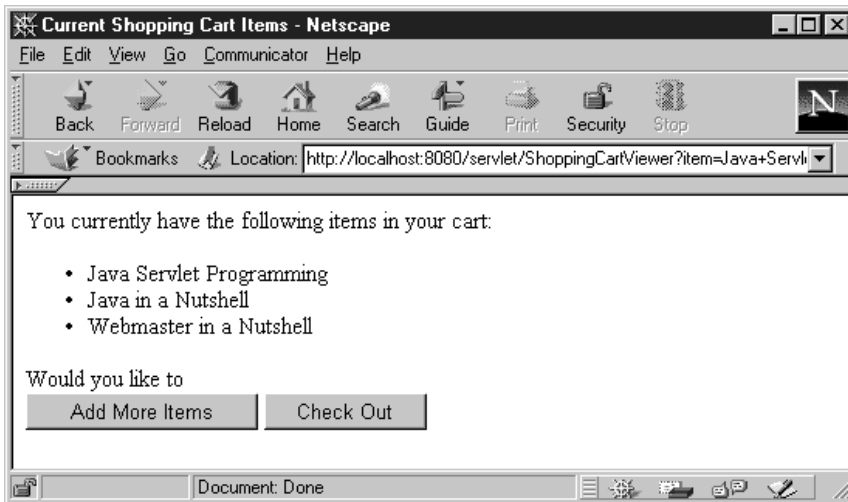 Current Shopping Cart Items - Netscape
File Edit View Go Communicator Help
Back Forward Reload Home Search Guide Print Security Stop
N
Bookmarks Location: http://localhost:8080/servlet/ShoppingCartViewer?item=Java+Servl
You currently have the following items in your cart:
• Java Servlet Programming
• Java in a Nutshell
• Webmaster in a Nutshell
Would you like to
Add More Items Check Out
Document: Done